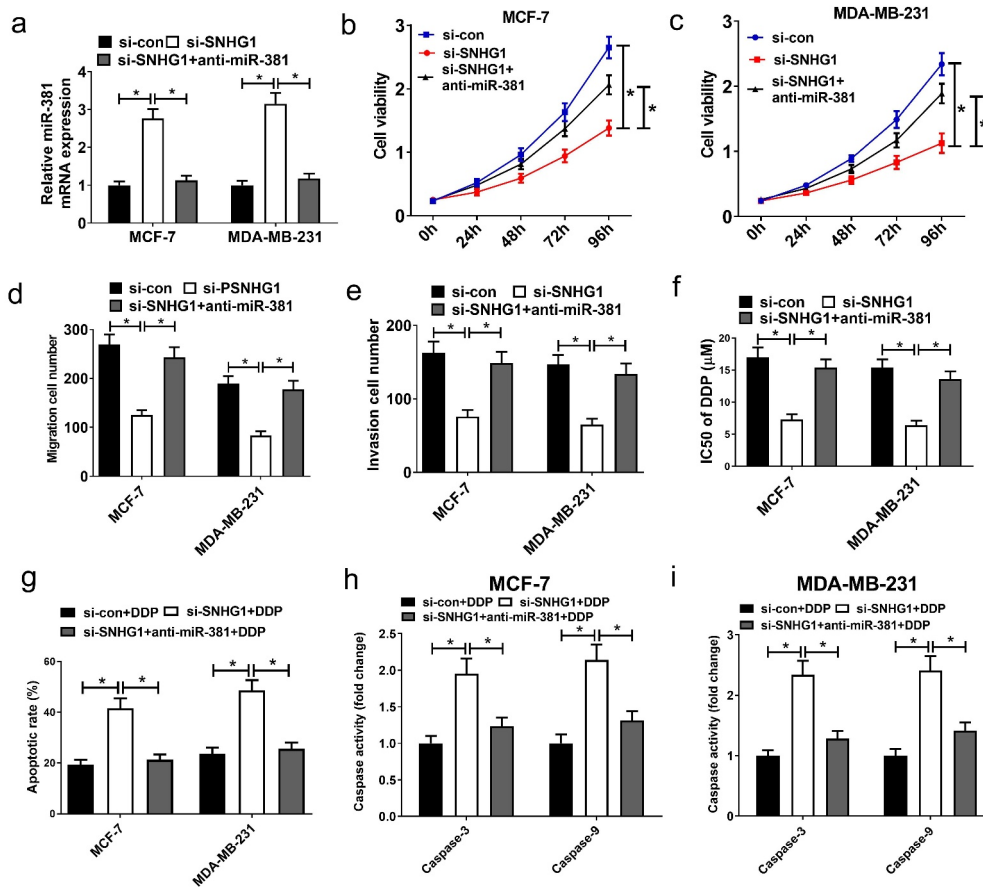 a
si-con si-SNHG1
si-SNHG1+anti-miR-381
Relative miR-381
mRNA expression
4
3
2
1
0
* * * *
MCF-7 MDA-MB-231
b
MCF-7
si-con
si-SNHG1
si-SNHG1+
anti-miR-381
Cell viability
3
2
1
0
0h 24h 48h 72h 96h
* *
c
MDA-MB-231
si-con
si-SNHG1
si-SNHG1+
anti-miR-381
Cell viability
3
2
1
0
0h 24h 48h 72h 96h
* *
d
si-con si-PSNHG1
si-SNHG1+anti-miR-381
Migration cell number
300
200
100
0
* * * *
MCF-7 MDA-MB-231
e
si-con si-SNHG1
si-SNHG1+anti-miR-381
Invasion cell number
200
150
100
50
0
* * * *
MCF-7 MDA-MB-231
f
si-con si-SNHG1
si-SNHG1+anti-miR-381
IC50 of DDP (μM)
20
15
10
5
0
* * * *
MCF-7 MDA-MB-231
g
si-con+DDP si-SNHG1+DDP
si-SNHG1+anti-miR-381+DDP
Apoptotic rate (%)
60
40
20
0
* * * *
MCF-7 MDA-MB-231
h
MCF-7
si-con+DDP si-SNHG1+DDP
si-SNHG1+anti-miR-381+DDP
Caspase activity (fold change)
2.5
2.0
1.5
1.0
0.5
0.0
* * * *
Caspase-3 Caspase-9
i
MDA-MB-231
si-con+DDP si-SNHG1+DDP
si-SNHG1+anti-miR-381+DDP
Caspase activity (fold change)
3
2
1
0
* * * *
Caspase-3 Caspase-9